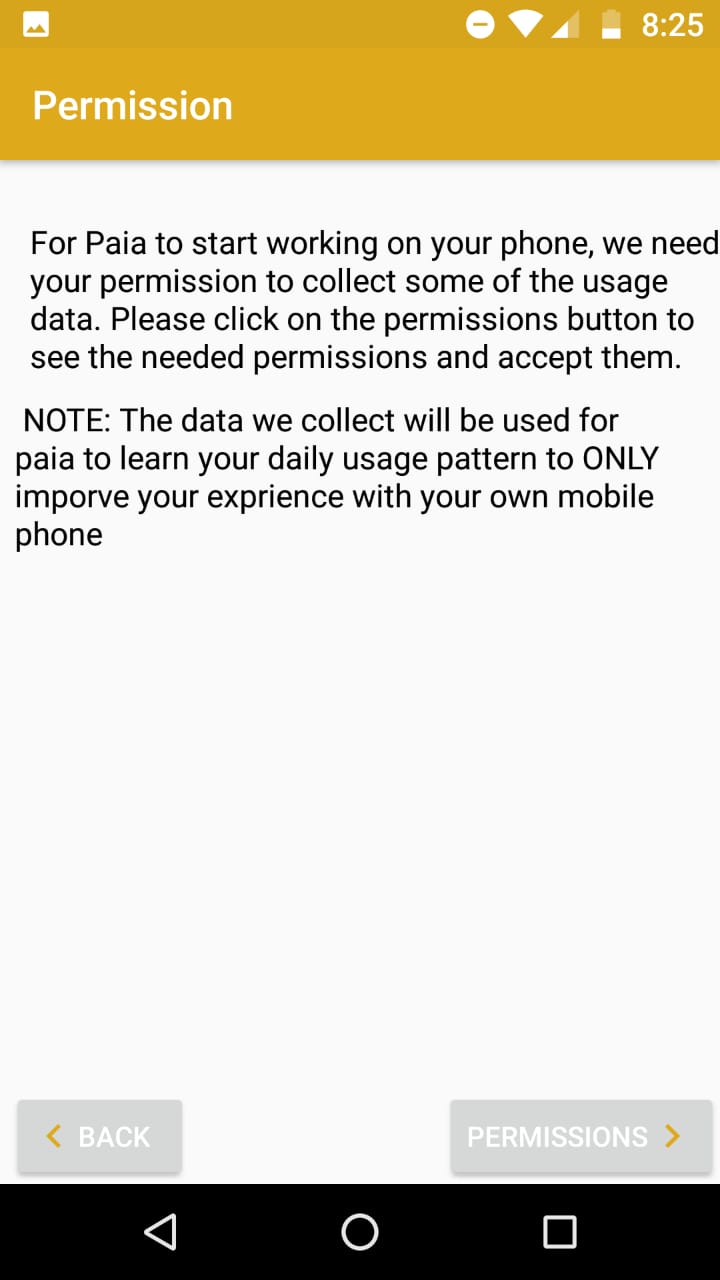 8:25
Permission
For Paia to start working on your phone, we need
your permission to collect some of the usage
data. Please click on the permissions button to
see the needed permissions and accept them.
NOTE: The data we collect will be used for
paia to learn your daily usage pattern to ONLY
imporve your exprience with your own mobile
phone
BACK
PERMISSIONS